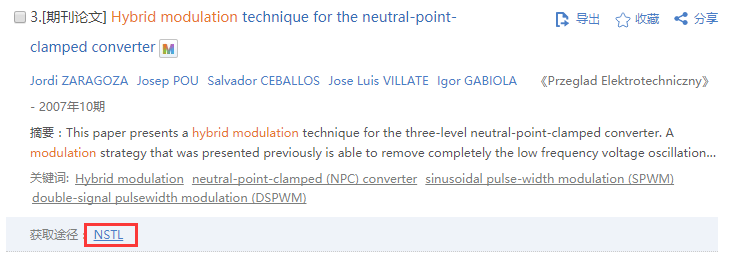 3.[期刊论文] Hybrid modulation technique for the neutral-point-
clamped converter M
导出 收藏 分享
Jordi ZARAGOZA Josep POU Salvador CEBALLOS Jose Luis VILLATE Igor GABIOLA 《Przeglad Elektrotechniczny》
- 2007年10期
摘要：This paper presents a hybrid modulation technique for the three-level neutral-point-clamped converter. A
modulation strategy that was presented previously is able to remove completely the low frequency voltage oscillation...
关键词: Hybrid modulation neutral-point-clamped (NPC) converter sinusoidal pulse-width modulation (SPWM)
double-signal pulsewidth modulation (DSPWM)
获取途径： NSTL